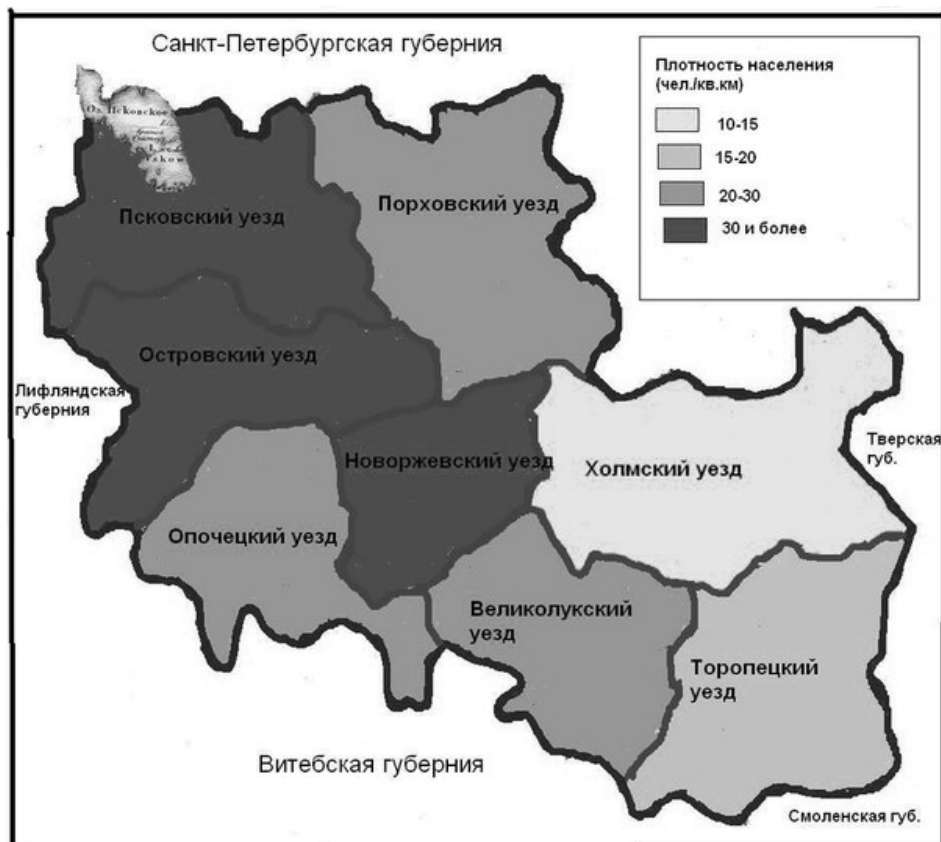 Санкт-Петербургская губерния
Плотность населения
(чел./кв.км)
10-15
15-20
20-30
30 и более
Оз. Псковское
Псковский уезд
Порховский уезд
Островский уезд
Лифляндская
губерния
Новоржевский уезд
Холмский уезд
Тверская
губ.
Опочецкий уезд
Великолукский
уезд
Торопецкий
уезд
Витебская губерния
Смоленская губ.